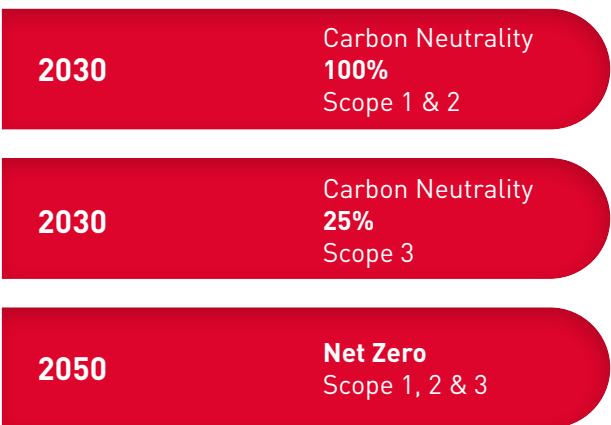 2030
Carbon Neutrality
100%
Scope 1 & 2
2030
Carbon Neutrality
25%
Scope 3
2050
Net Zero
Scope 1, 2 & 3